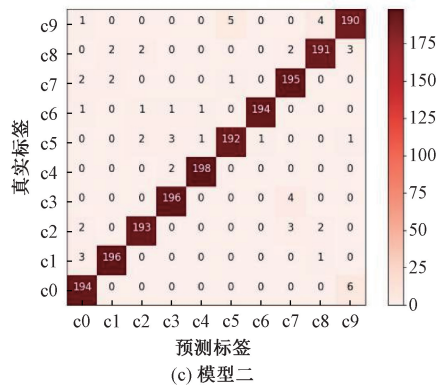 c9 1 0 0 0 0 5 0 0 4 190
c8 0 2 2 0 0 0 0 2 191 3
c7 2 2 0 0 0 1 0 195 0 0
c6 1 0 1 1 1 0 194 0 0 0
c5 0 0 2 3 1 192 1 0 0 1
c4 0 0 0 2 198 0 0 0 0 0
c3 0 0 0 196 0 0 0 4 0 0
c2 2 0 193 0 0 0 0 3 2 0
c1 3 196 0 0 0 0 0 0 1 0
c0 194 0 0 0 0 0 0 0 0 6
c0 c1 c2 c3 c4 c5 c6 c7 c8 c9
真实标签
预测标签
175
150
125
100
75
50
25
0
(c) 模型二